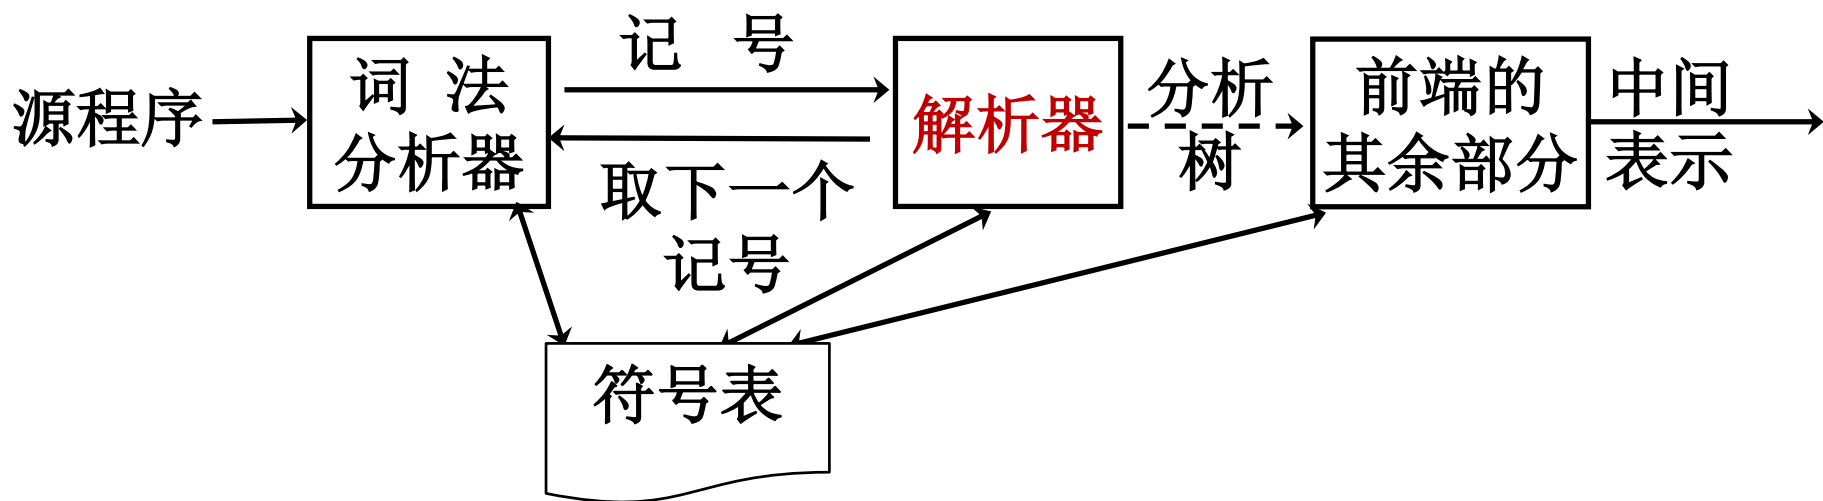 源程序
词 法
分析器
记 号
取下一个
记号
解析器
分析
树
前端的
其余部分
中间
表示
符号表